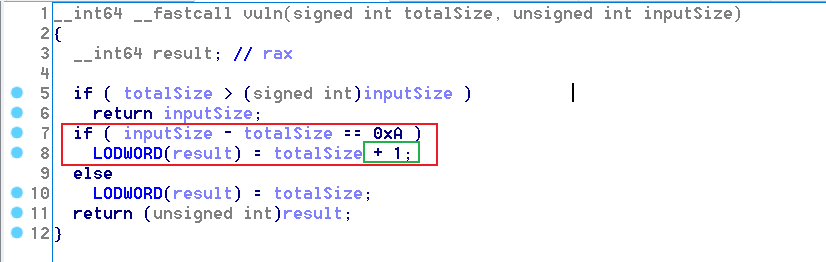 1 __int64 __fastcall vuln(signed int totalSize, unsigned int inputSize)
2 {
3   __int64 result; // rax
4
5   if ( totalSize > (signed int)inputSize )
6     return inputSize;
7   if ( inputSize - totalSize == 0xA )
8     LODWORD(result) = totalSize + 1;
9   else
10     LODWORD(result) = totalSize;
11   return (unsigned int)result;
12 }